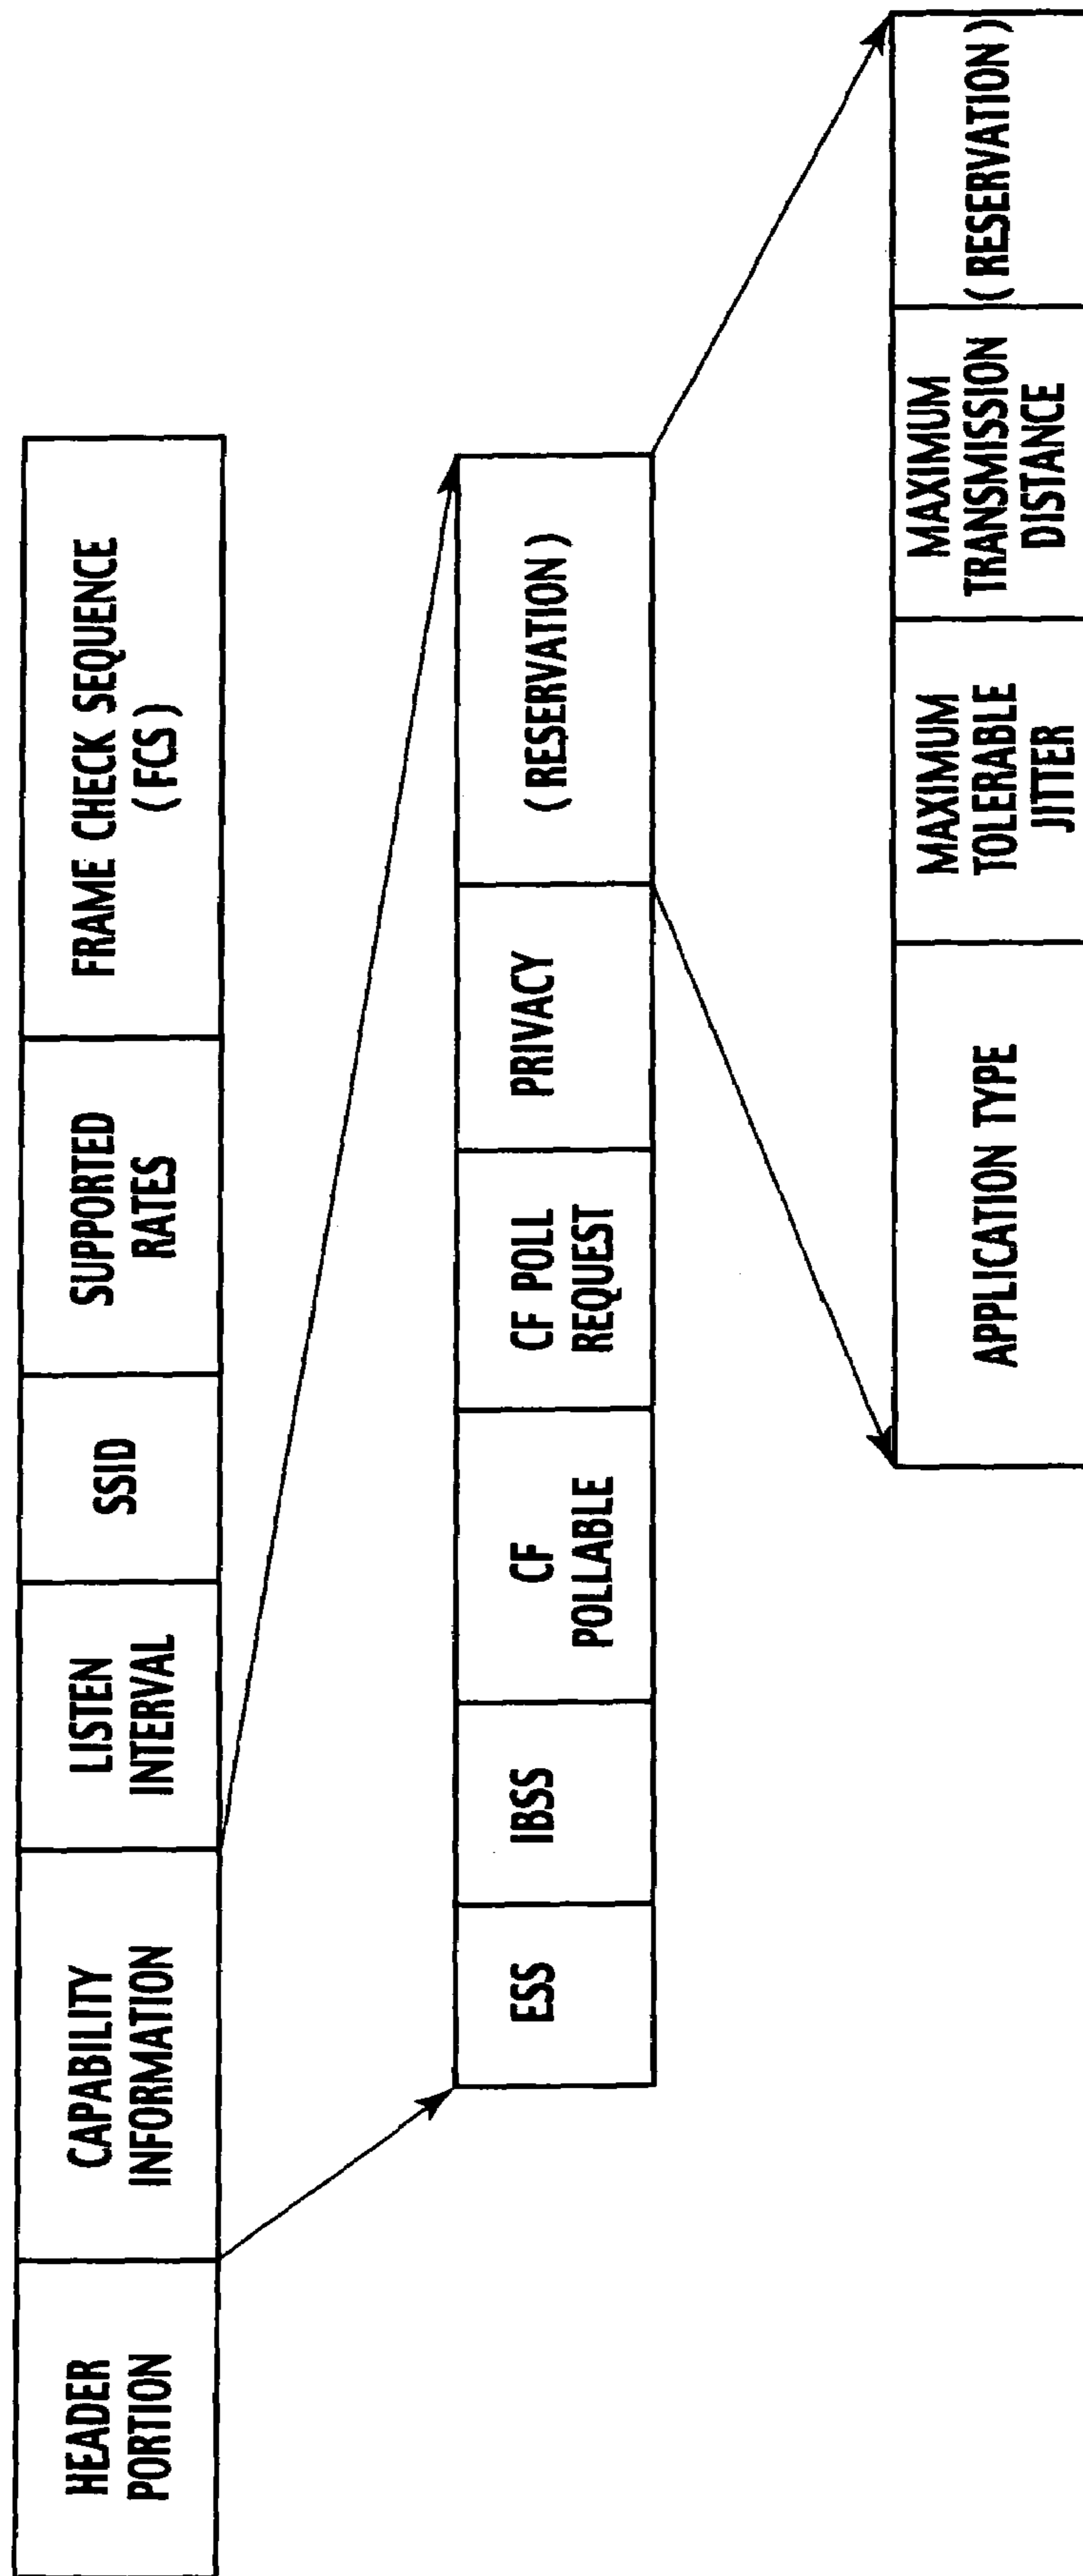 HEADER
PORTION
CAPABILITY
INFORMATION
LISTEN
INTERVAL
SSID
SUPPORTED
RATES
FRAME CHECK SEQUENCE
(FCS)
ESS
IBSS
CF
POLLABLE
CF POLL
REQUEST
PRIVACY
(RESERVATION)
APPLICATION TYPE
MAXIMUM
TOLERABLE
JITTER
MAXIMUM
TRANSMISSION
DISTANCE
(RESERVATION)